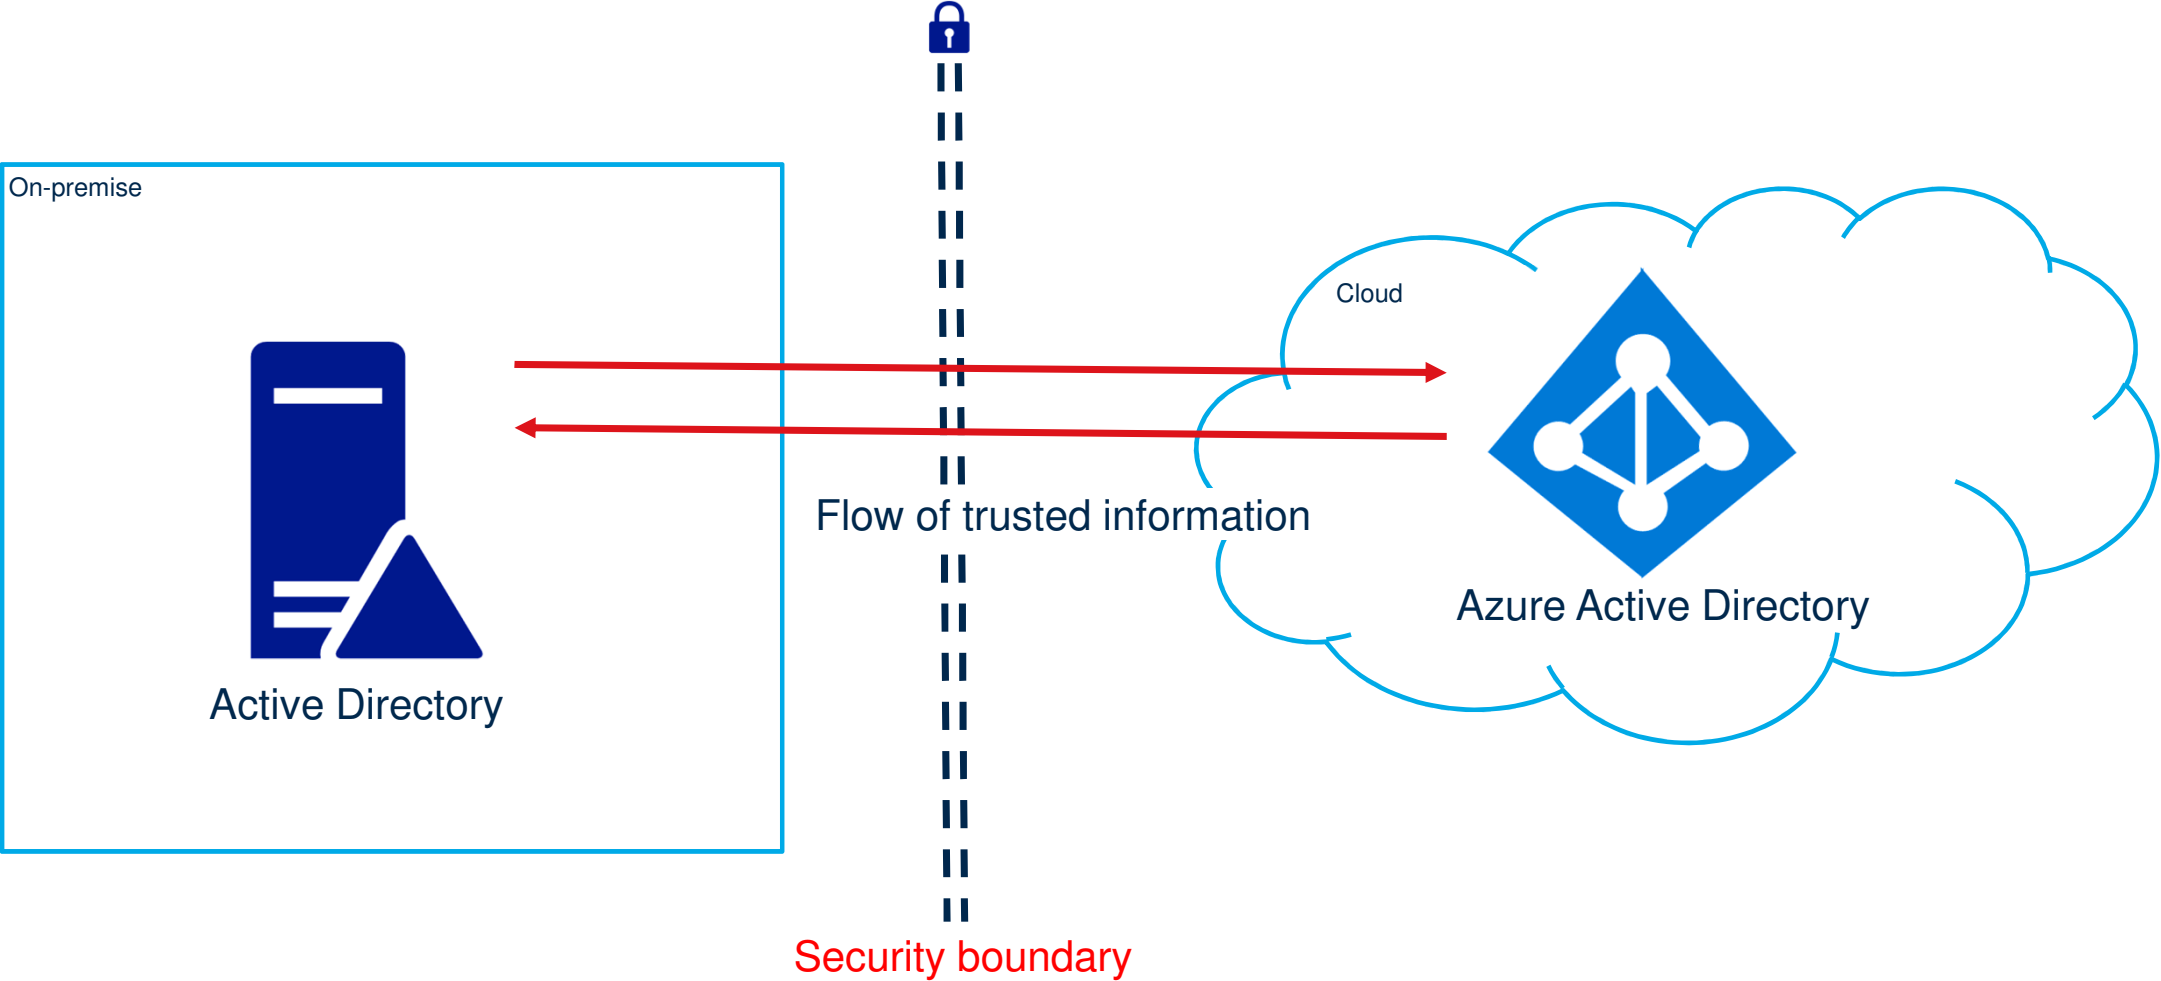 On-premise
Cloud
Flow of trusted information
Azure Active Directory
Active Directory
Security boundary